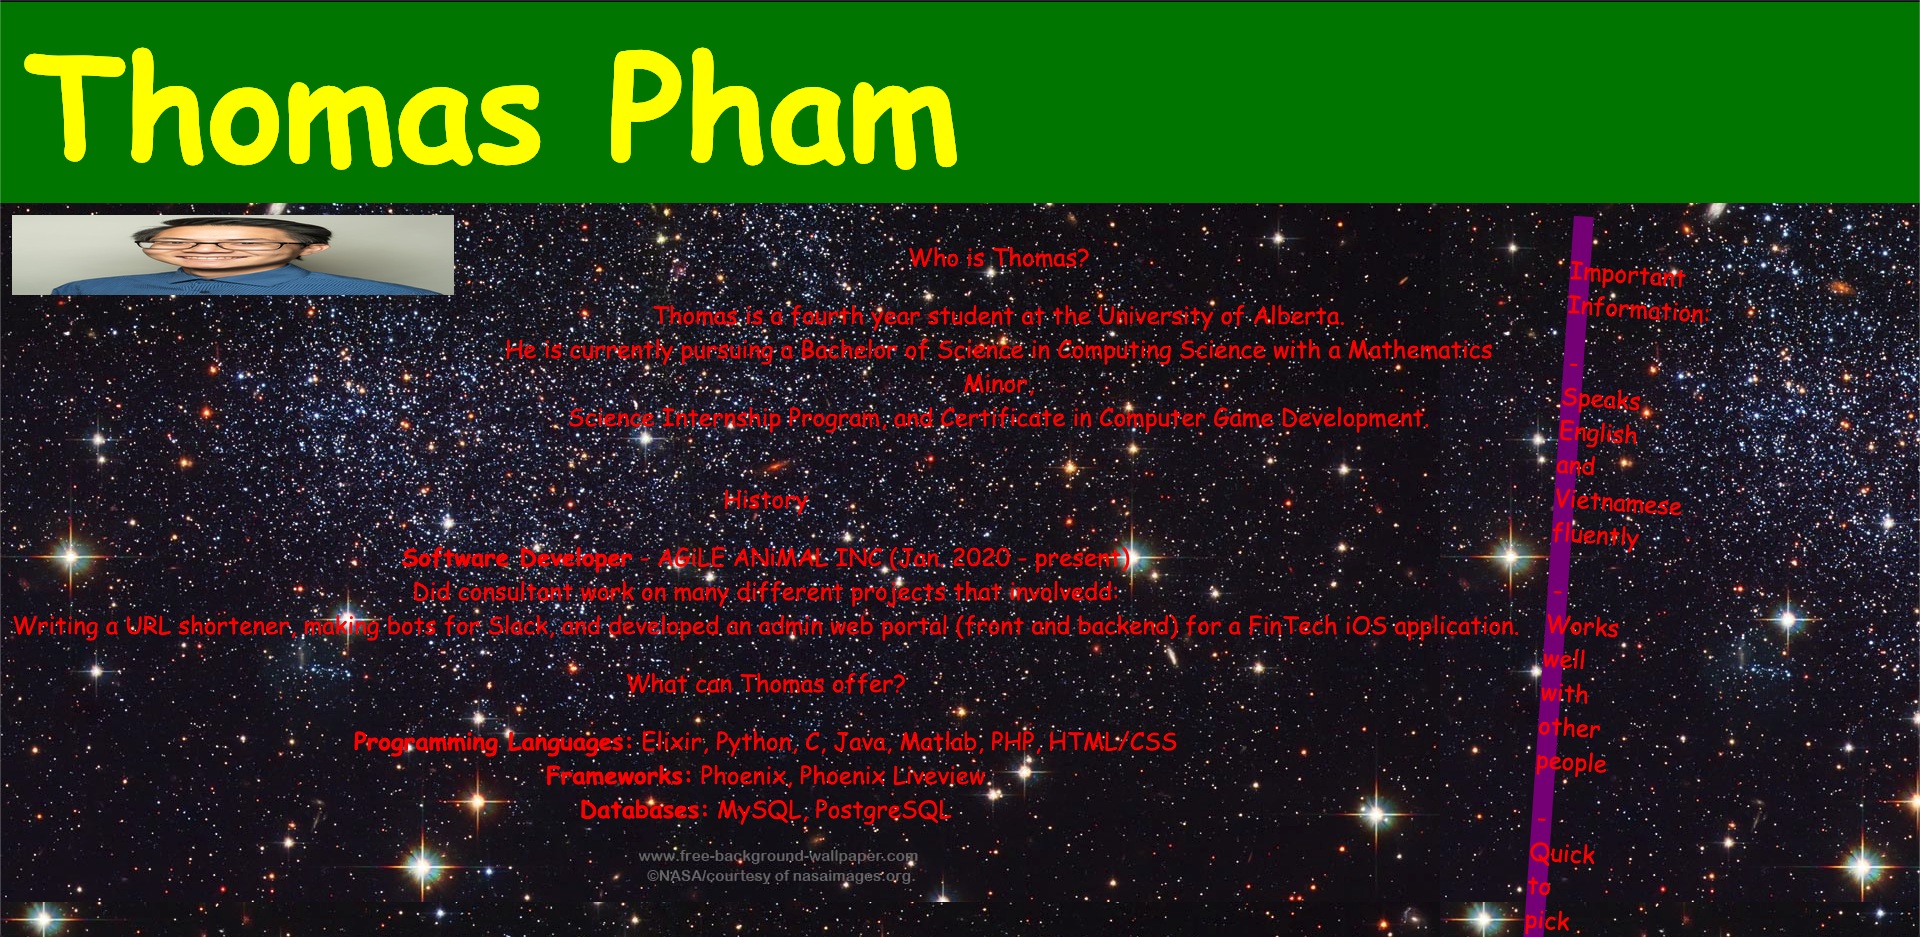 Thomas Pham
Who is Thomas?
Thomas is a fourth year student at the University of Alberta.
He is currently pursuing a Bachelor of Science in Computing Science with a Mathematics
Minor,
Science Internship Program, and Certificate in Computer Game Development.
History
Software Developer - AGiLE ANiMAL INC (Jan. 2020 - present)
Did consultant work on many different projects that involvedd:
Writing a URL shortener, making bots for Slack, and developed an admin web portal (front and backend) for a FinTech iOS application.
What can Thomas offer?
Programming Languages: Elixir, Python, C, Java, Matlab, PHP, HTML/CSS
Frameworks: Phoenix, Phoenix Liveview
Databases: MySQL, PostgreSQL
www.free-background-wallpaper.com
©NASA/courtesy of nasaimages.org.
Important
Information:
-
Speaks
English
and
Vietnamese
fluently
-
Works
well
with
other
people
-
Quick
to
pick